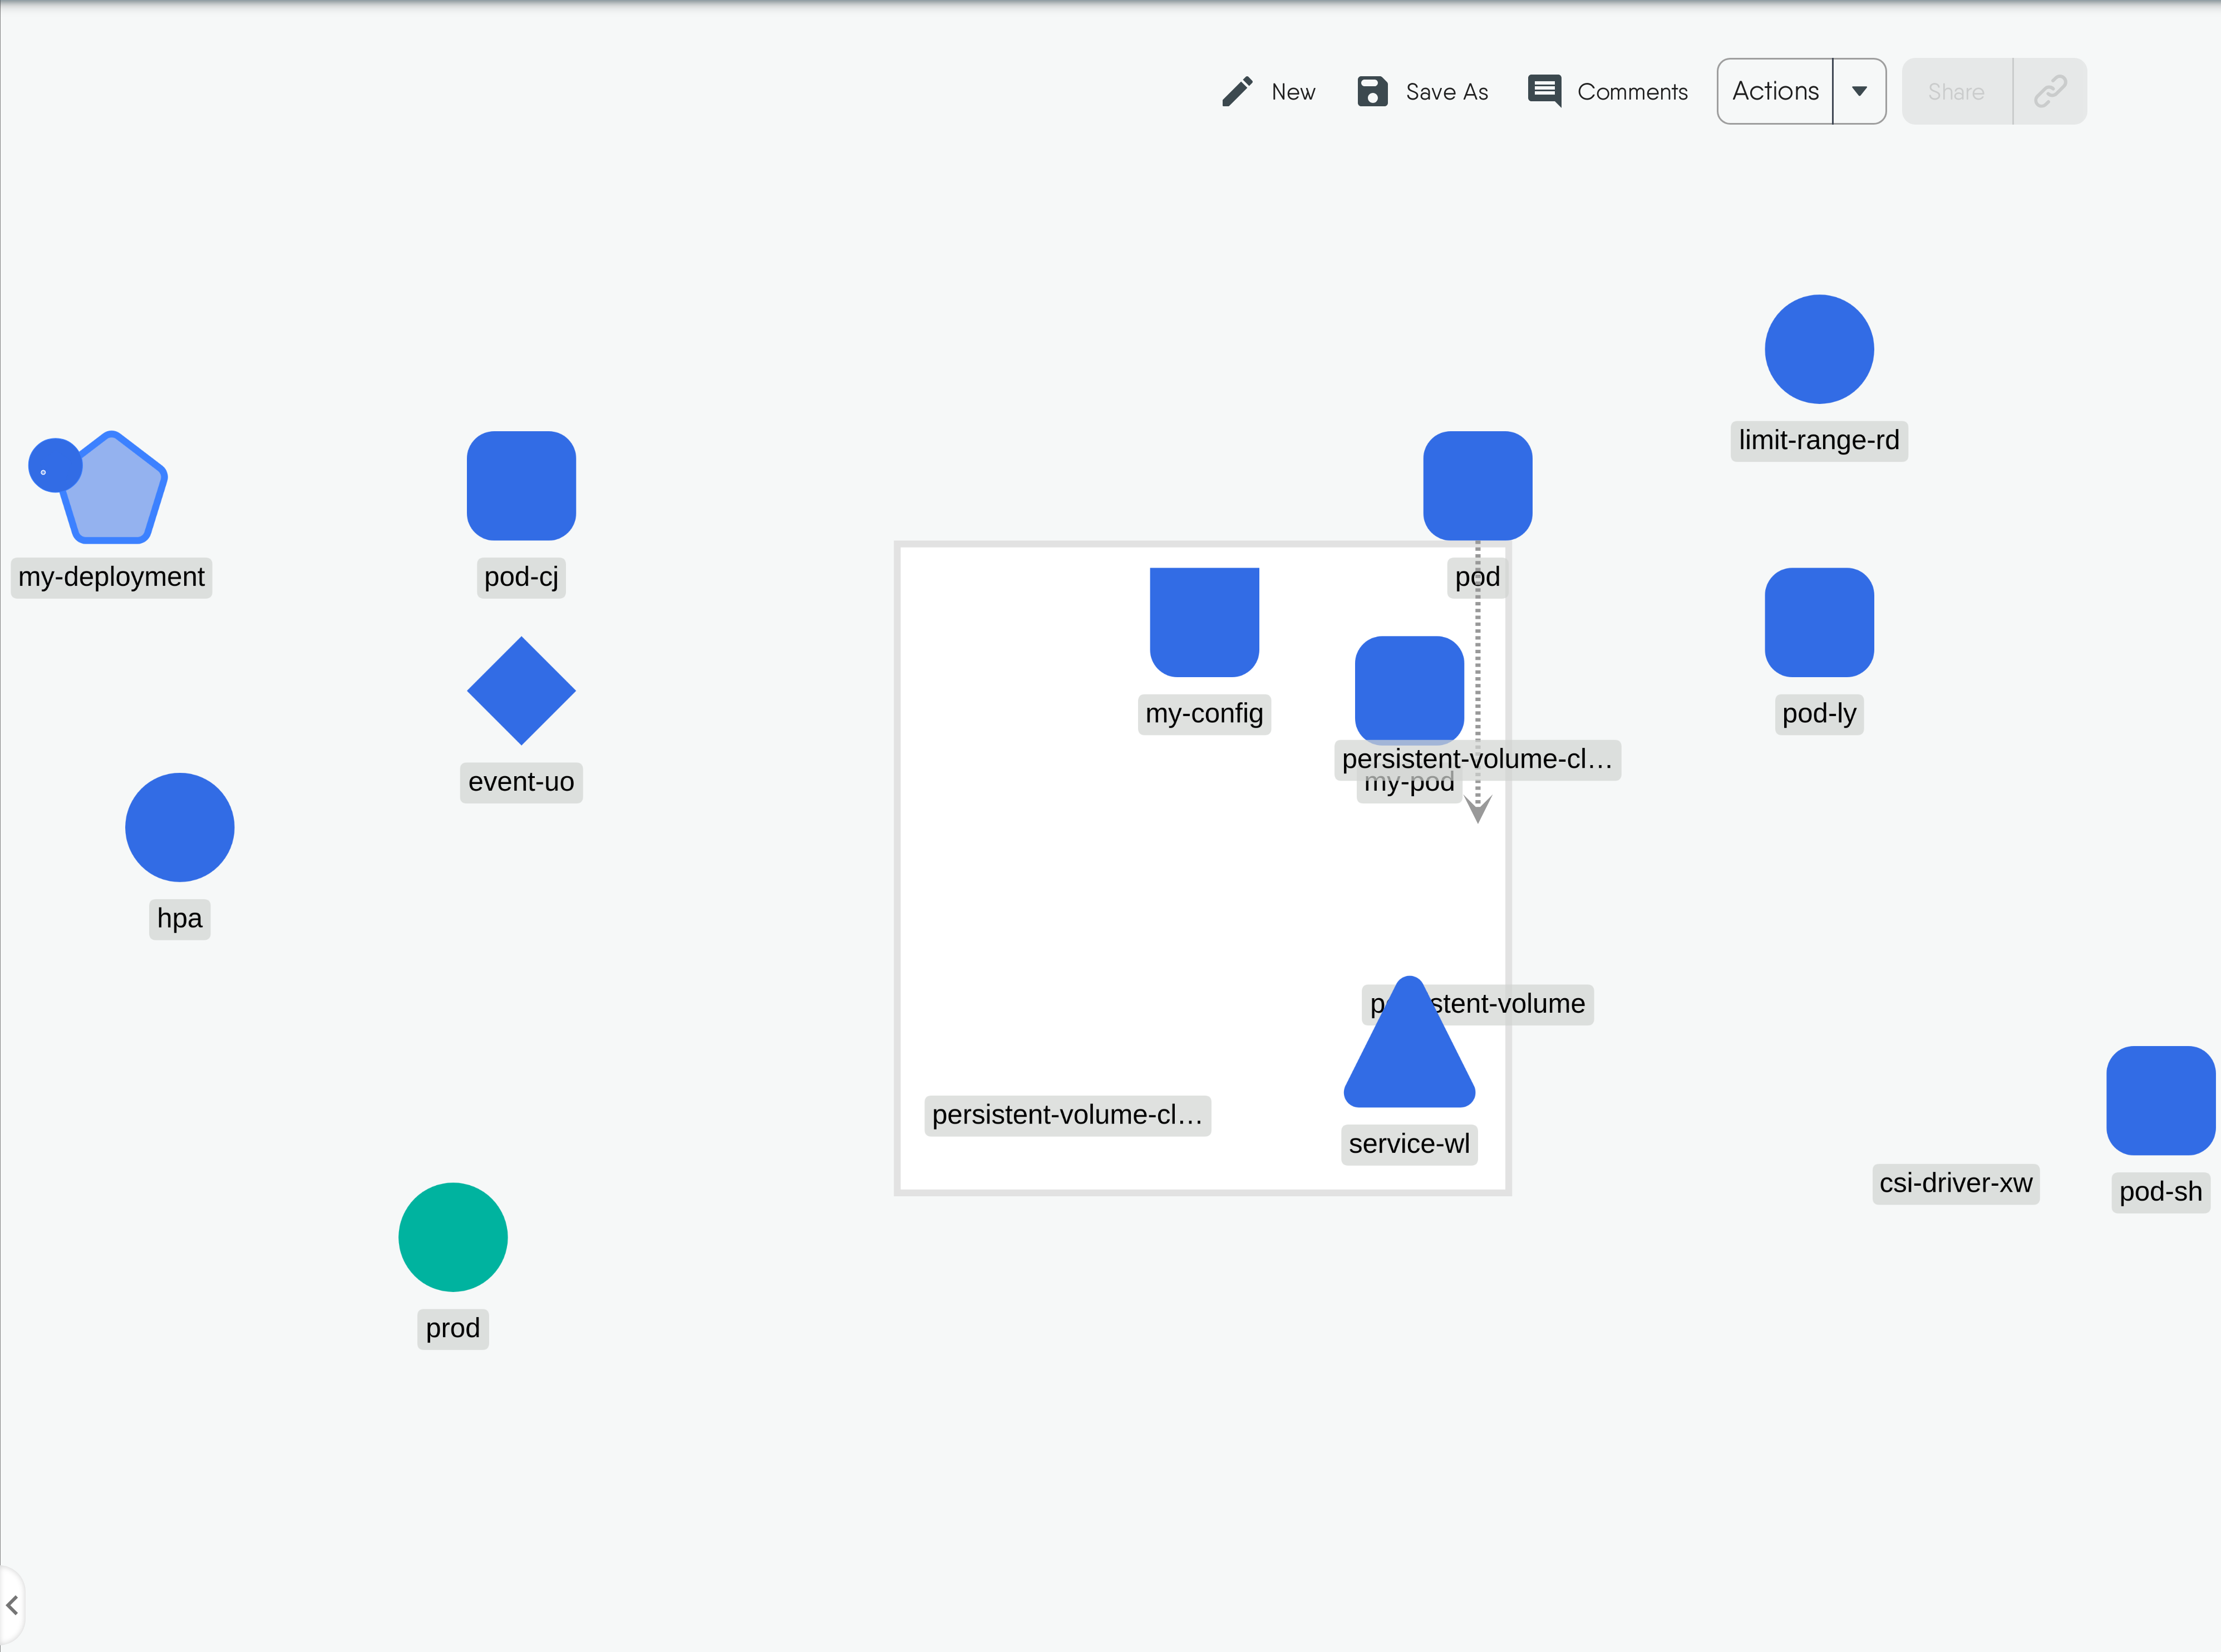 New
Save As
Comments
Actions
Share
limit-range-rd
my-deployment
pod-cj
pod
my-config
pod-ly
persistent-volume-cl...
my-pod
event-uo
hpa
persistent-volume
persistent-volume-cl...
service-wl
csi-driver-xw
pod-sh
prod